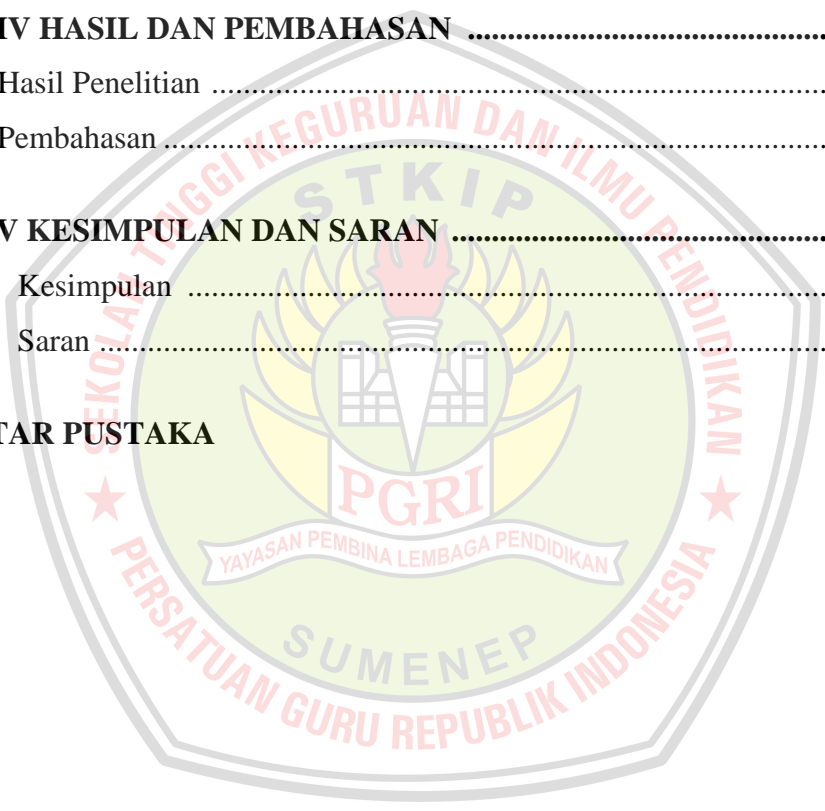 IV HASIL DAN PEMBAHASAN ................................................
Hasil Penelitian ................................................................................
Pembahasan .....................................................................................
V KESIMPULAN DAN SARAN ..................................................
Kesimpulan ...................................................................................
Saran ..............................................................................................
TAR PUSTAKA
SEKOLAH TINGGI KEGURUAN DAN ILMU PENDIDIKAN
STKIP
PGRI
YAYASAN PEMBINA LEMBAGA PENDIDIKAN
SUMENEP
PERSATUAN GURU REPUBLIK INDONESIA